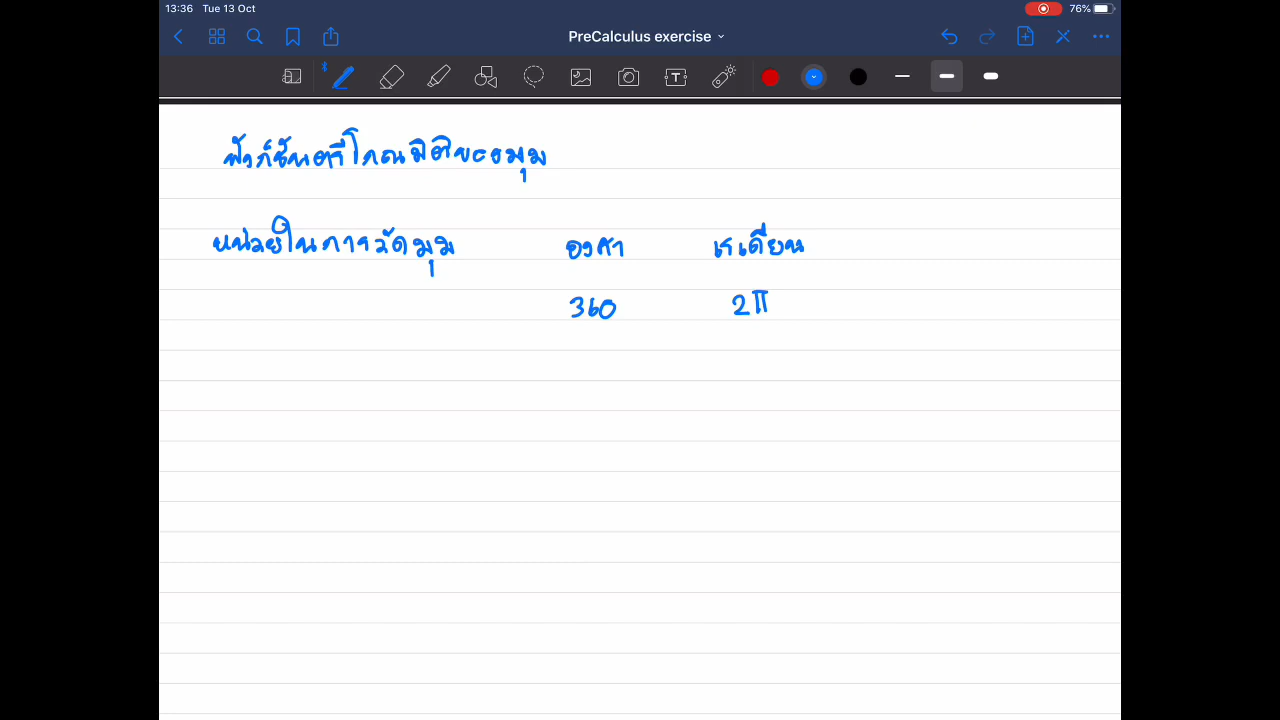 13:36 Tue 13 Oct 76%
PreCalculus exercise
T
ฟังก์ชันตรีโกณมิติของมุม
หน่วยในการวัดมุม องศา เรเดียน
360 2π